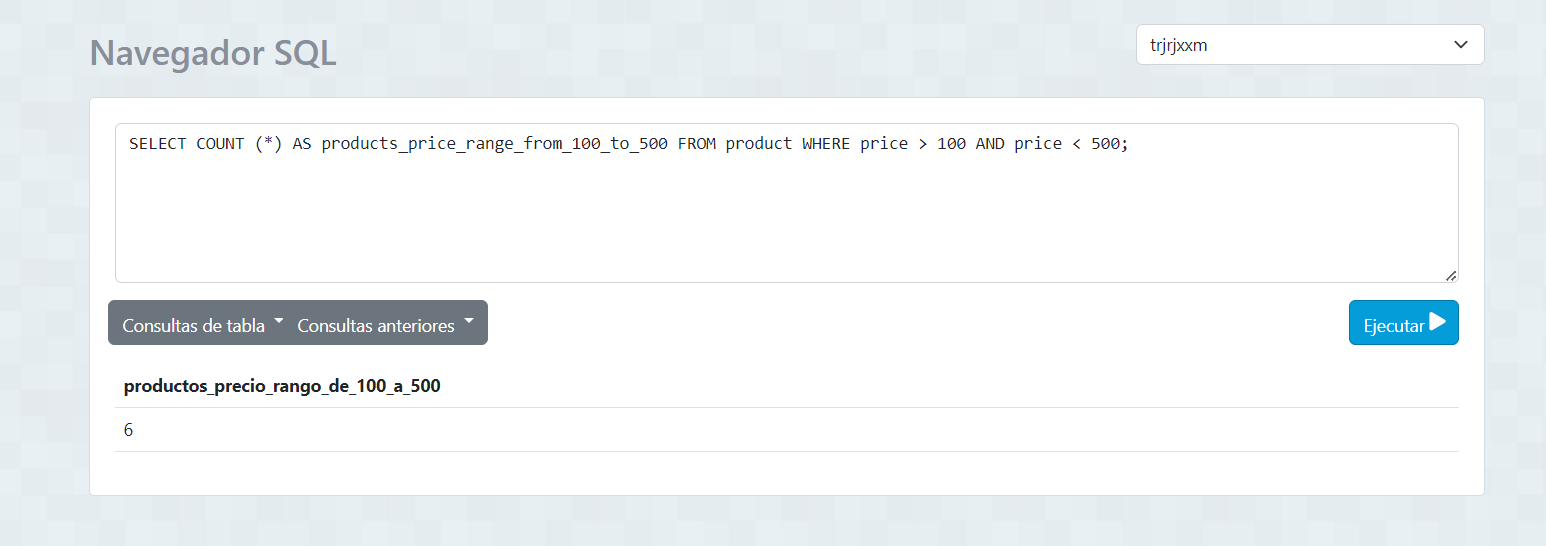 Navegador SQL
trjrjxxm
SELECT COUNT (*) AS products_price_range_from_100_to_500 FROM product WHERE price > 100 AND price < 500;
Consultas de tabla Consultas anteriores
Ejecutar
productos_precio_rango_de_100_a_500
6